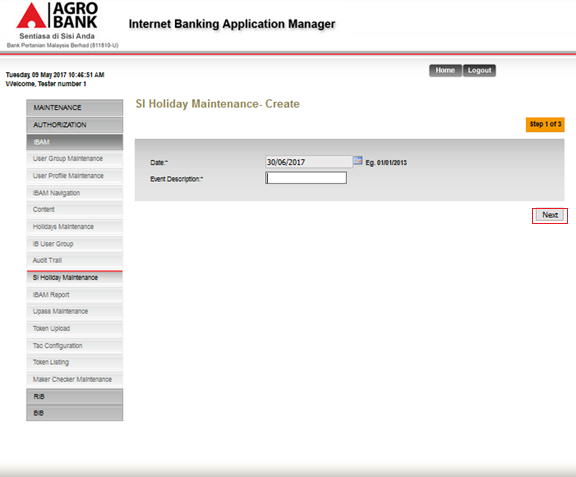 AGRO
BANK
Sentiasa di Sisi Anda
Bank Pertanian Malaysia Berhad (811810-U)
Internet Banking Application Manager
Tuesday, 09 May 2017 10:46:51 AM
Welcome, Tester number 1
Home
Logout
MAINTENANCE
AUTHORIZATION
IBAM
User Group Maintenance
User Profile Maintenance
IBAM Navigation
Content
Holidays Maintenance
IB User Group
Audit Trail
SI Holiday Maintenance
IBAM Report
Upass Maintenance
Token Upload
Tac Configuration
Token Listing
Maker Checker Maintenance
RIB
BIB
SI Holiday Maintenance- Create
Step 1 of 3
Date:* 30/06/2017 Eg. 01/01/2013
Event Description:*
Next